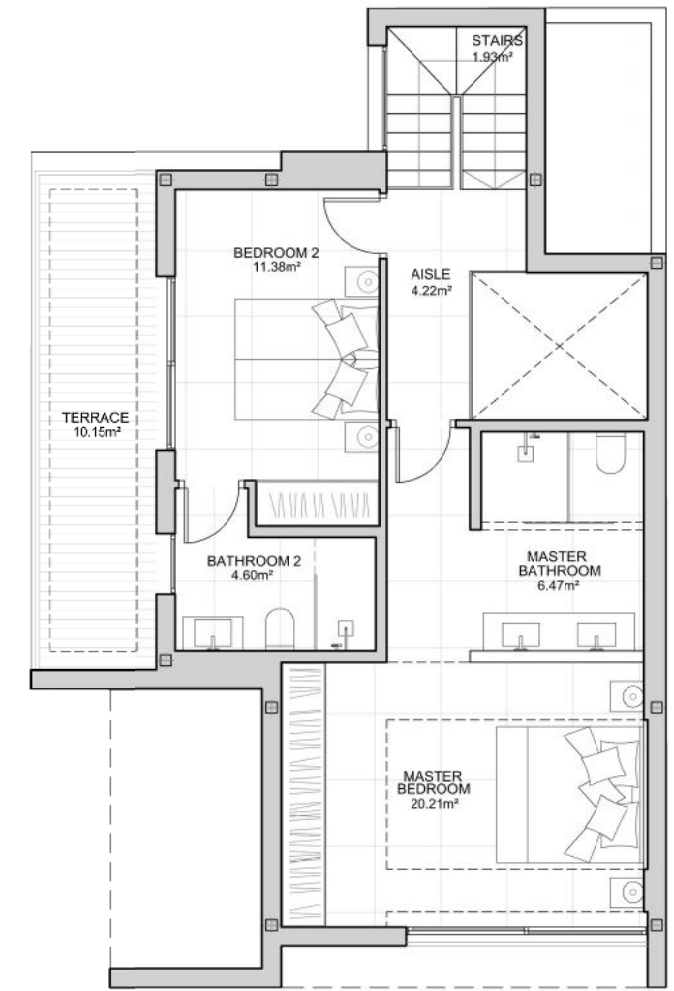 STAIRS
1.93m²
BEDROOM 2
11.38m²
AISLE
4.22m²
TERRACE
10.15m²
BATHROOM 2
4.60m²
MASTER
BATHROOM
6.47m²
MASTER
BEDROOM
20.21m²